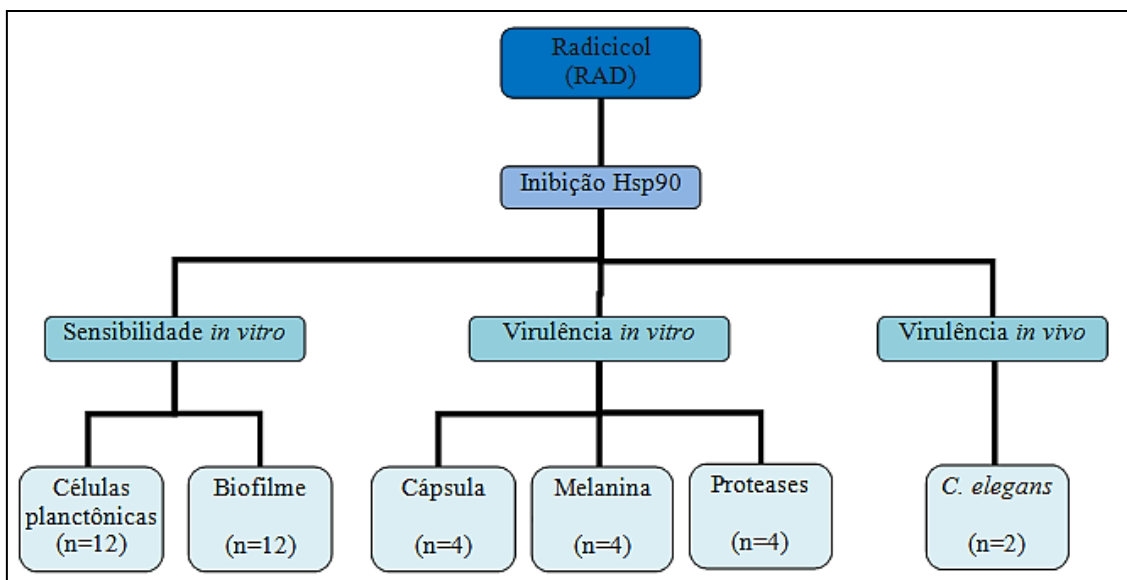 Radicicol
(RAD)
Inibição Hsp90
Sensibilidade in vitro
Virulência in vitro
Virulência in vivo
Células
planctônicas
(n=12)
Biofilme
(n=12)
Cápsula
(n=4)
Melanina
(n=4)
Proteases
(n=4)
C. elegans
(n=2)